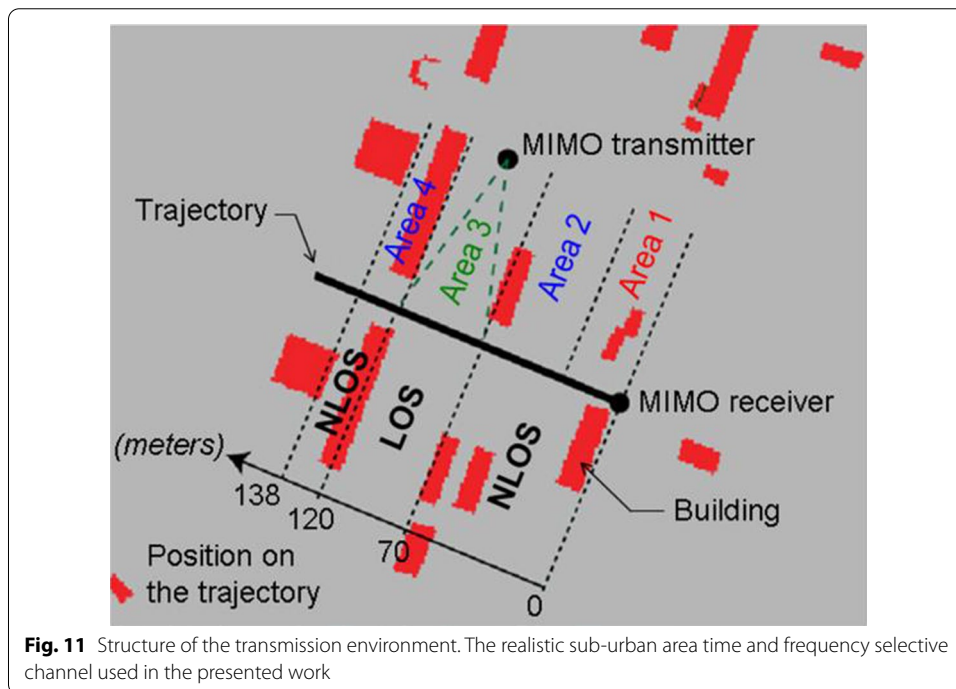 MIMO transmitter
Trajectory
Area 4
Area 3
Area 2
Area 1
MIMO receiver
NLOS
LOS
NLOS
(meters)
138
120
70
0
Building
Position on
the trajectory
Fig. 11 Structure of the transmission environment. The realistic sub-urban area time and frequency selective
channel used in the presented work